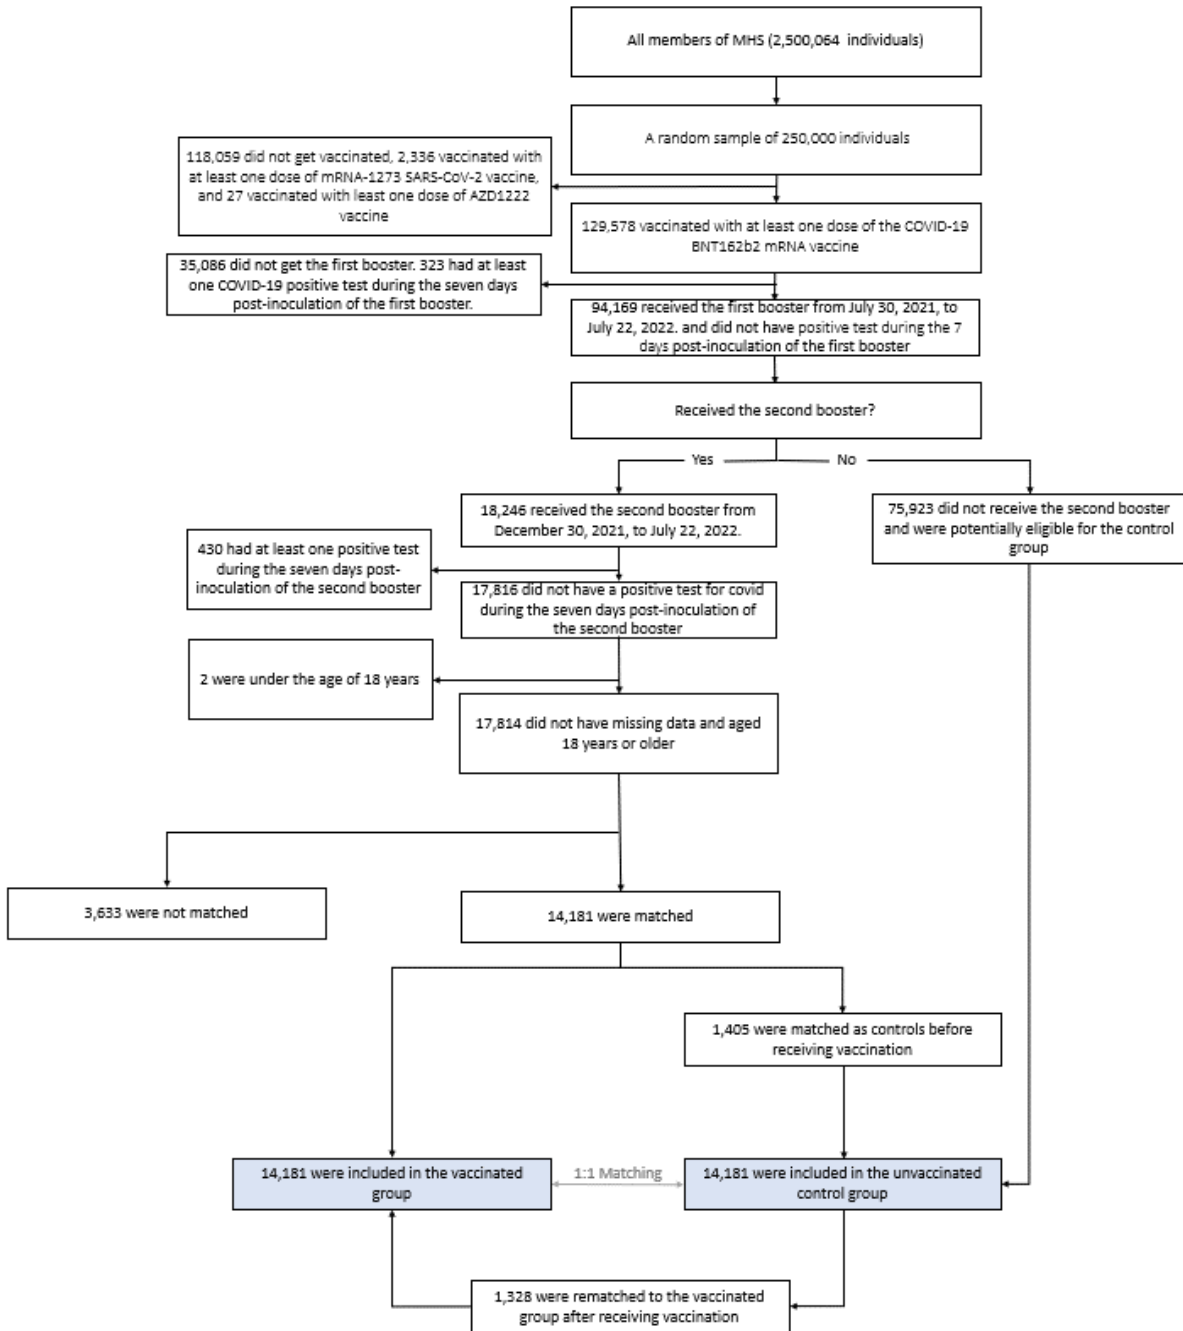 All members of MHS (2,500,064 individuals)
A random sample of 250,000 individuals
118,059 did not get vaccinated, 2,336 vaccinated with
at least one dose of mRNA-1273 SARS-CoV-2 vaccine,
and 27 vaccinated with least one dose of AZD1222
vaccine
129,578 vaccinated with at least one dose of the COVID-19
BNT162b2 mRNA vaccine
35,086 did not get the first booster. 323 had at least
one COVID-19 positive test during the seven days
post-inoculation of the first booster.
94,169 received the first booster from July 30, 2021, to
July 22, 2022. and did not have positive test during the 7
days post-inoculation of the first booster
Received the second booster?
Yes
No
18,246 received the second booster from
December 30, 2021, to July 22, 2022.
75,923 did not receive the second booster
and were potentially eligible for the control
group
430 had at least one positive test
during the seven days post-
inoculation of the second booster
17,816 did not have a positive test for covid
during the seven days post-inoculation of
the second booster
2 were under the age of 18 years
17,814 did not have missing data and aged
18 years or older
3,633 were not matched
14,181 were matched
1,405 were matched as controls before
receiving vaccination
14,181 were included in the vaccinated
group
1:1 Matching
14,181 were included in the unvaccinated
control group
1,328 were rematched to the vaccinated
group after receiving vaccination